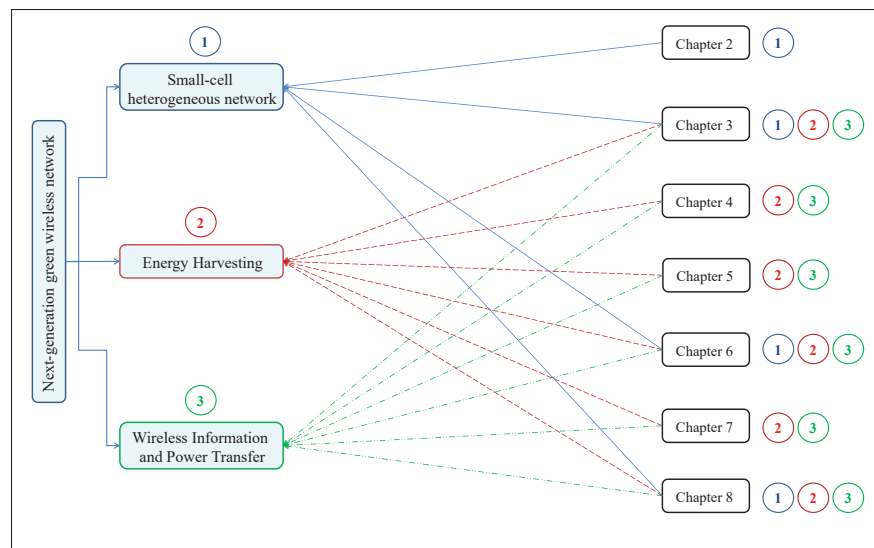 Next-generation green wireless network
1
Small-cell
heterogeneous network
2
Energy Harvesting
3
Wireless Information
and Power Transfer
Chapter 2 1
Chapter 3 1 2 3
Chapter 4 2 3
Chapter 5 2 3
Chapter 6 1 2 3
Chapter 7 2 3
Chapter 8 1 2 3